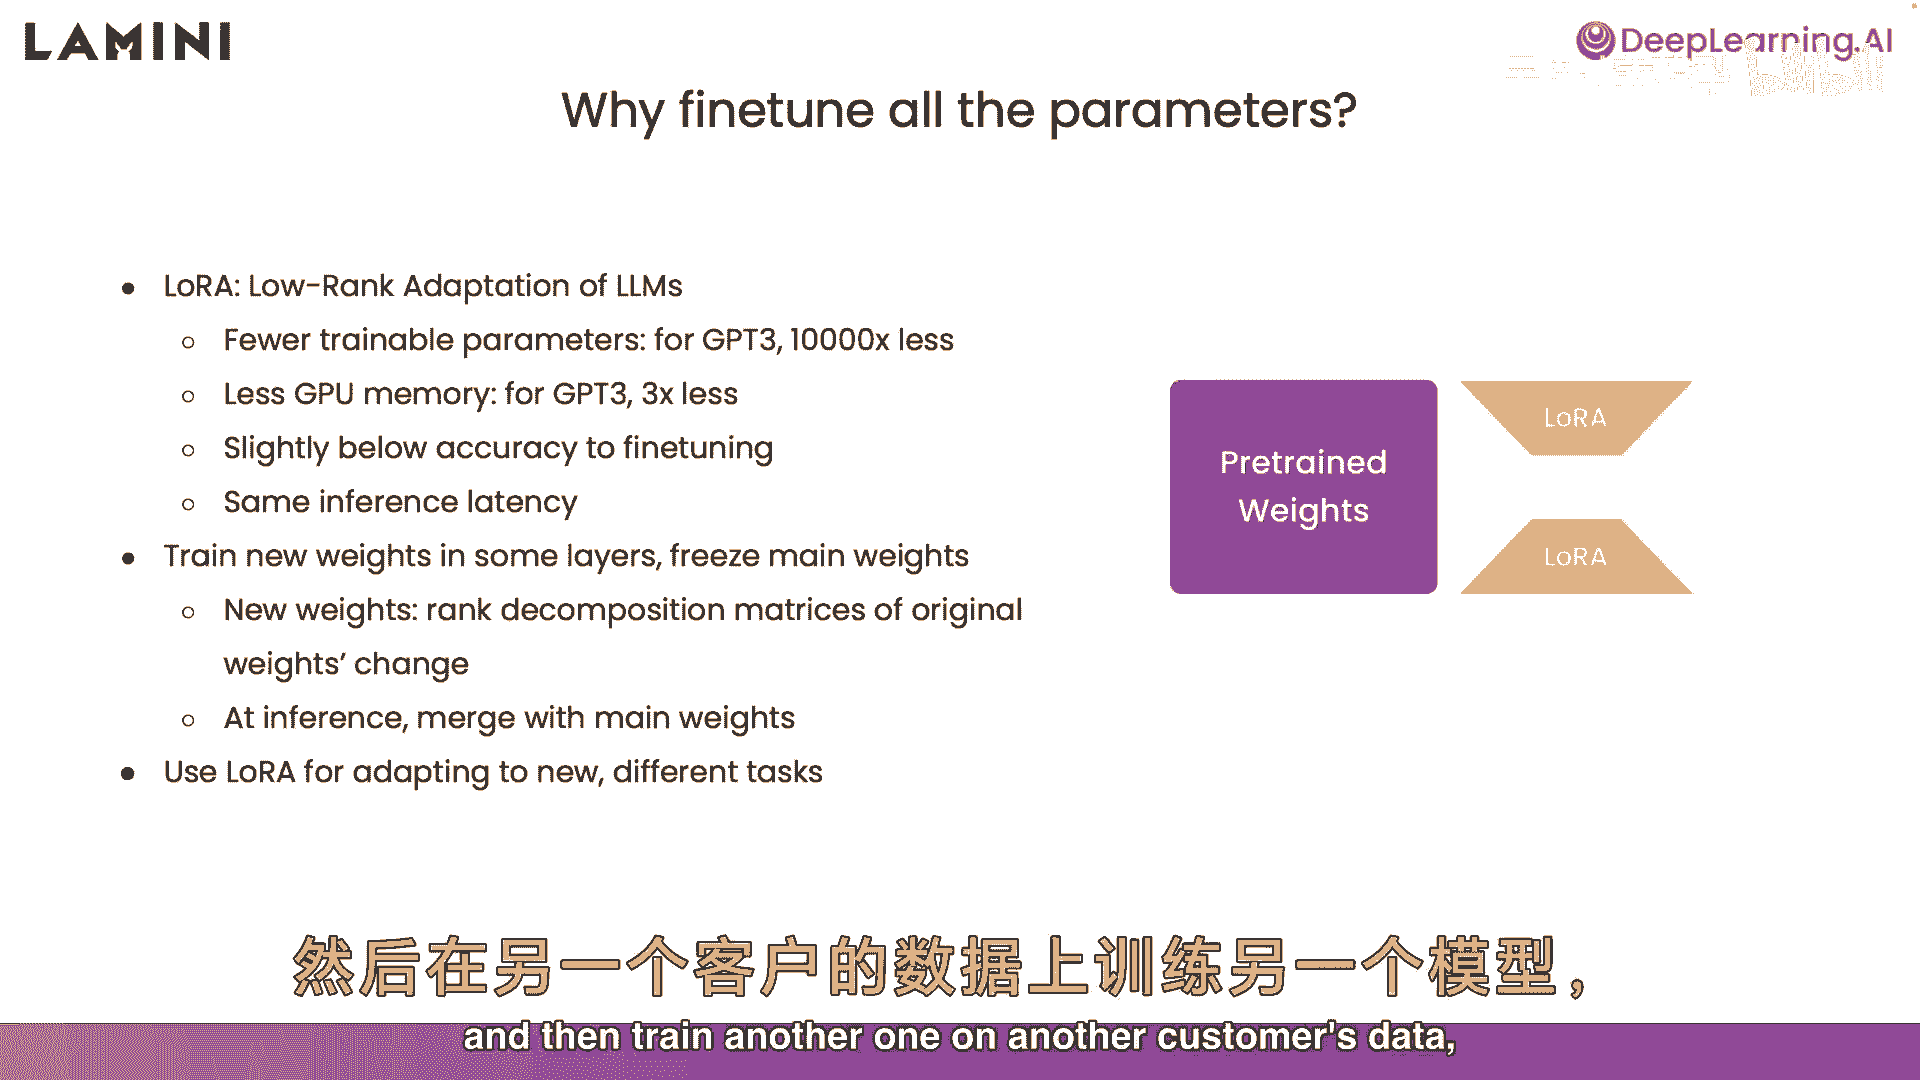 LAMINI
DeepLearning.AI
Why finetune all the parameters?
● LoRA: Low-Rank Adaptation of LLMs
○ Fewer trainable parameters: for GPT3, 10000x less
○ Less GPU memory: for GPT3, 3x less
○ Slightly below accuracy to finetuning
○ Same inference latency
● Train new weights in some layers, freeze main weights
○ New weights: rank decomposition matrices of original
weights’ change
○ At inference, merge with main weights
● Use LoRA for adapting to new, different tasks
Pretrained
Weights
LoRA
LoRA
然后在另一个客户的数据上训练另一个模型，
and then train another one on another customer's data,